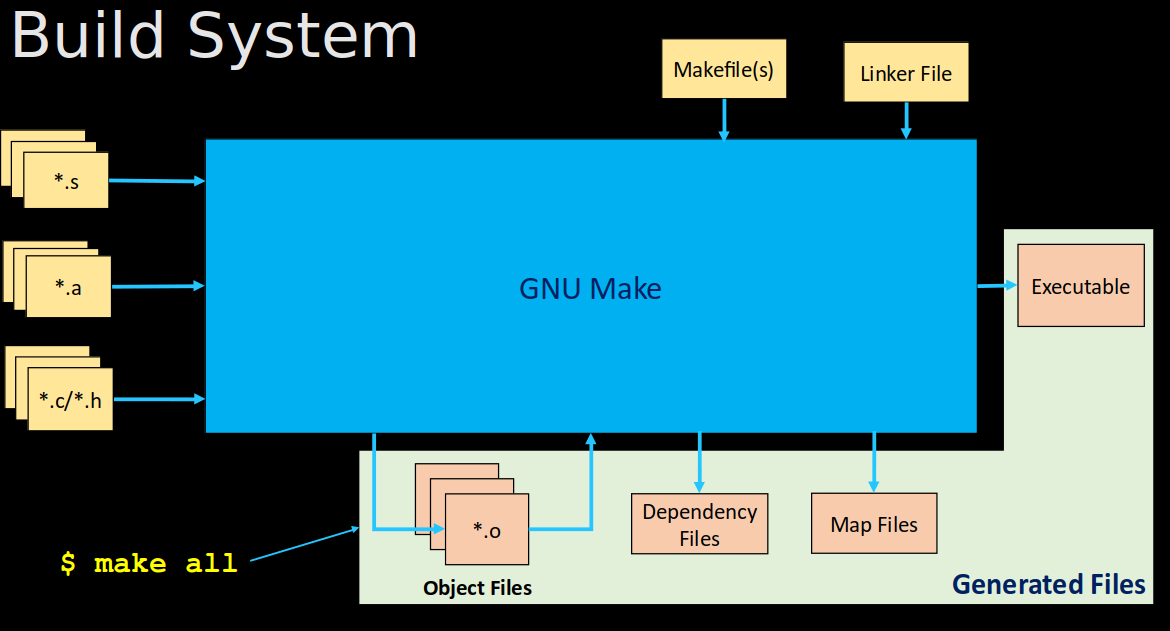 Build System
Makefile(s)
Linker File
*.s
*.a
*.c/*.h
GNU Make
Executable
*.o
Object Files
Dependency
Files
Map Files
$ make all
Generated Files